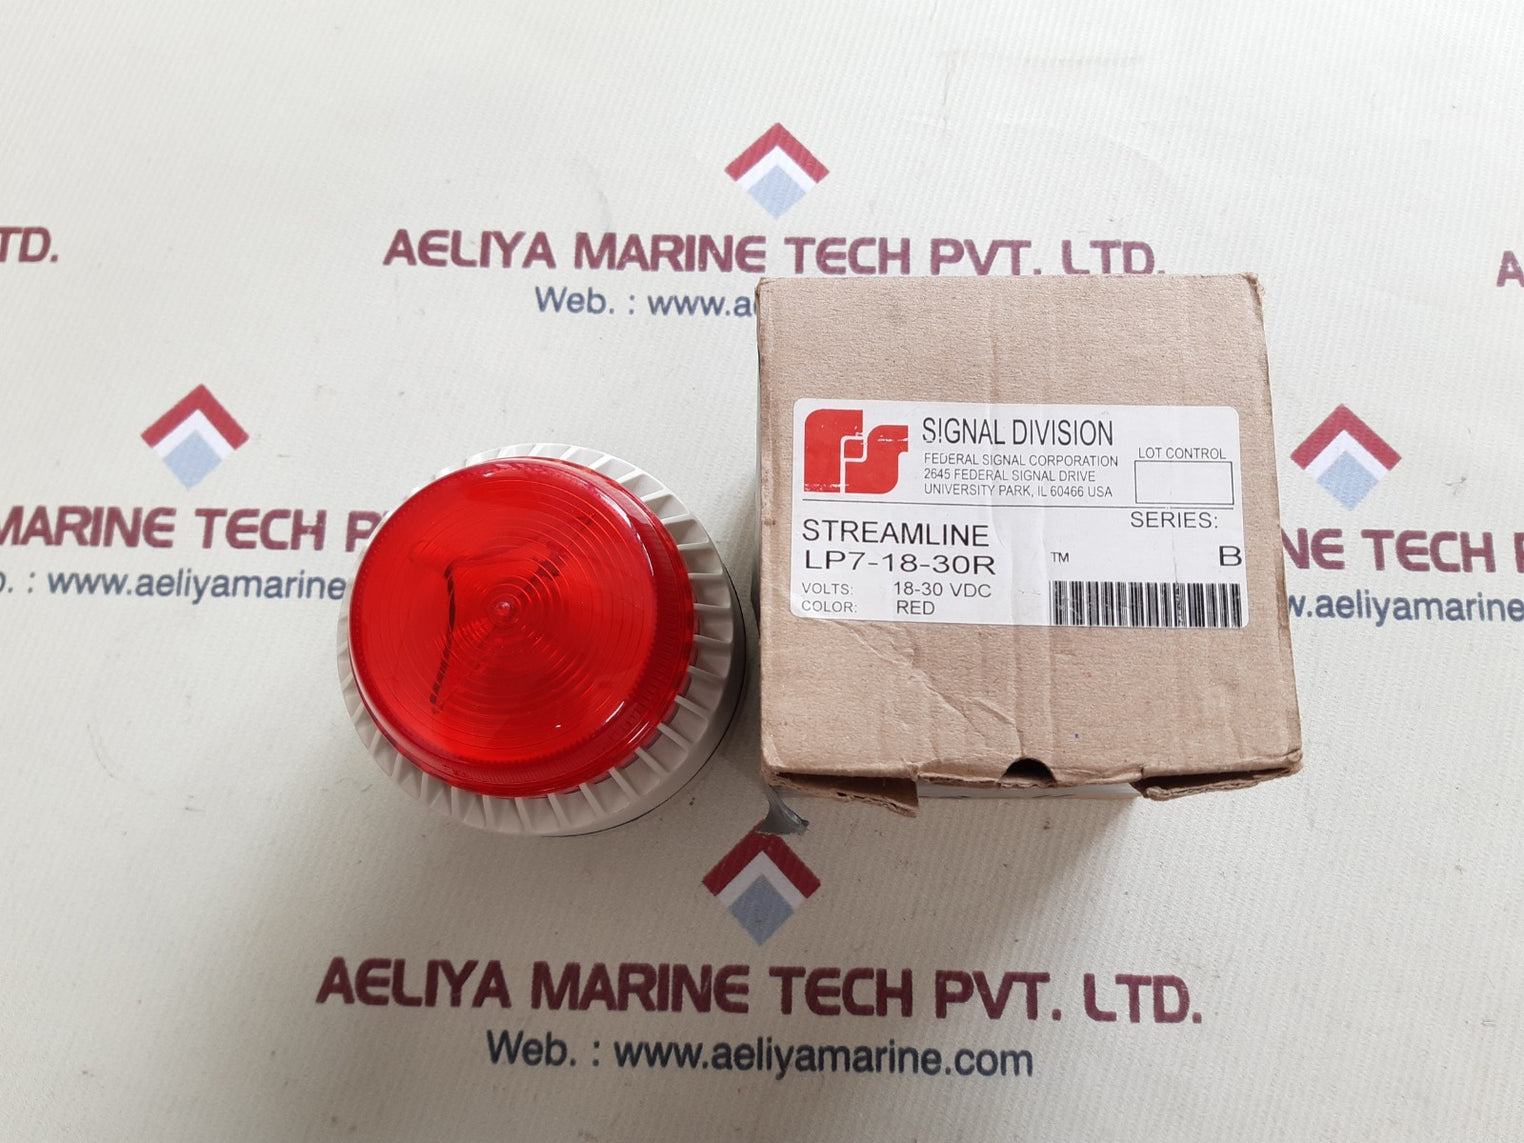 AELIYA MARINE TECH PVT. LTD.
Web. : www.ae
TD.
A
SIGNAL DIVISION
FEDERAL SIGNAL CORPORATION
2645 FEDERAL SIGNAL DRIVE
UNIVERSITY PARK, IL 60466 USA
LOT CONTROL
SERIES:
B
STREAMLINE
LP7-18-30R
TM
VOLTS: 18-30 VDC
COLOR: RED
MARINE TECH P
b. : www.aeliyamarine
NE TECH P
w.aeliyamarine
AELIYA MARINE TECH PVT. LTD.
Web. : www.aeliyamarine.com